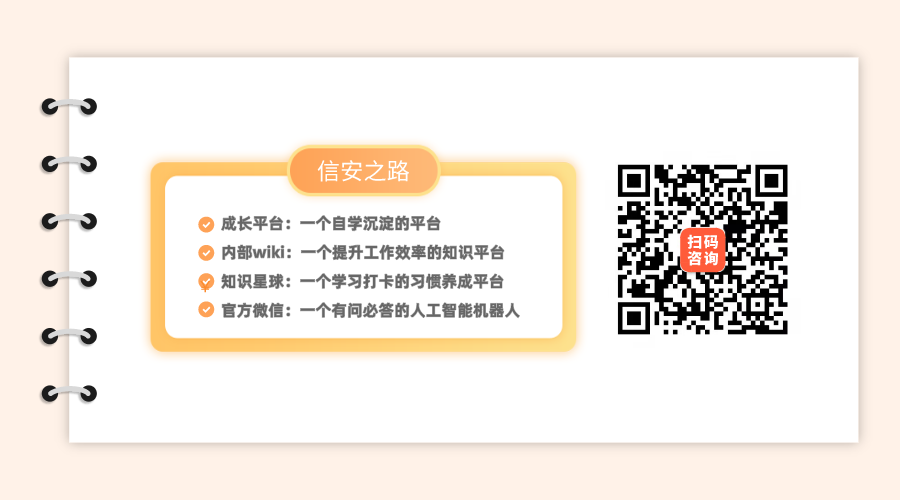 信安之路
成长平台：一个自学沉淀的平台
内部wiki：一个提升工作效率的知识平台
知识星球：一个学习打卡的习惯养成平台
官方微信：一个有问必答的人工智能机器人
扫码
咨询